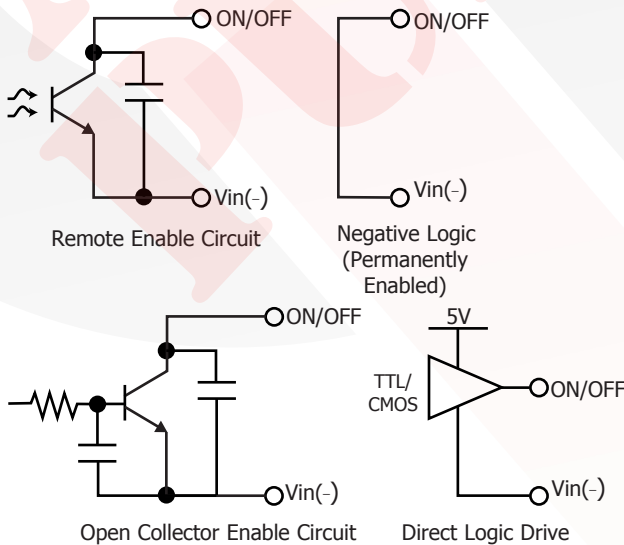 ON/OFF
Vin(-)
Remote Enable Circuit
ON/OFF
Vin(-)
Negative Logic
(Permanently
Enabled)
ON/OFF
Vin(-)
Open Collector Enable Circuit
5V
TTL/
CMOS
ON/OFF
Vin(-)
Direct Logic Drive